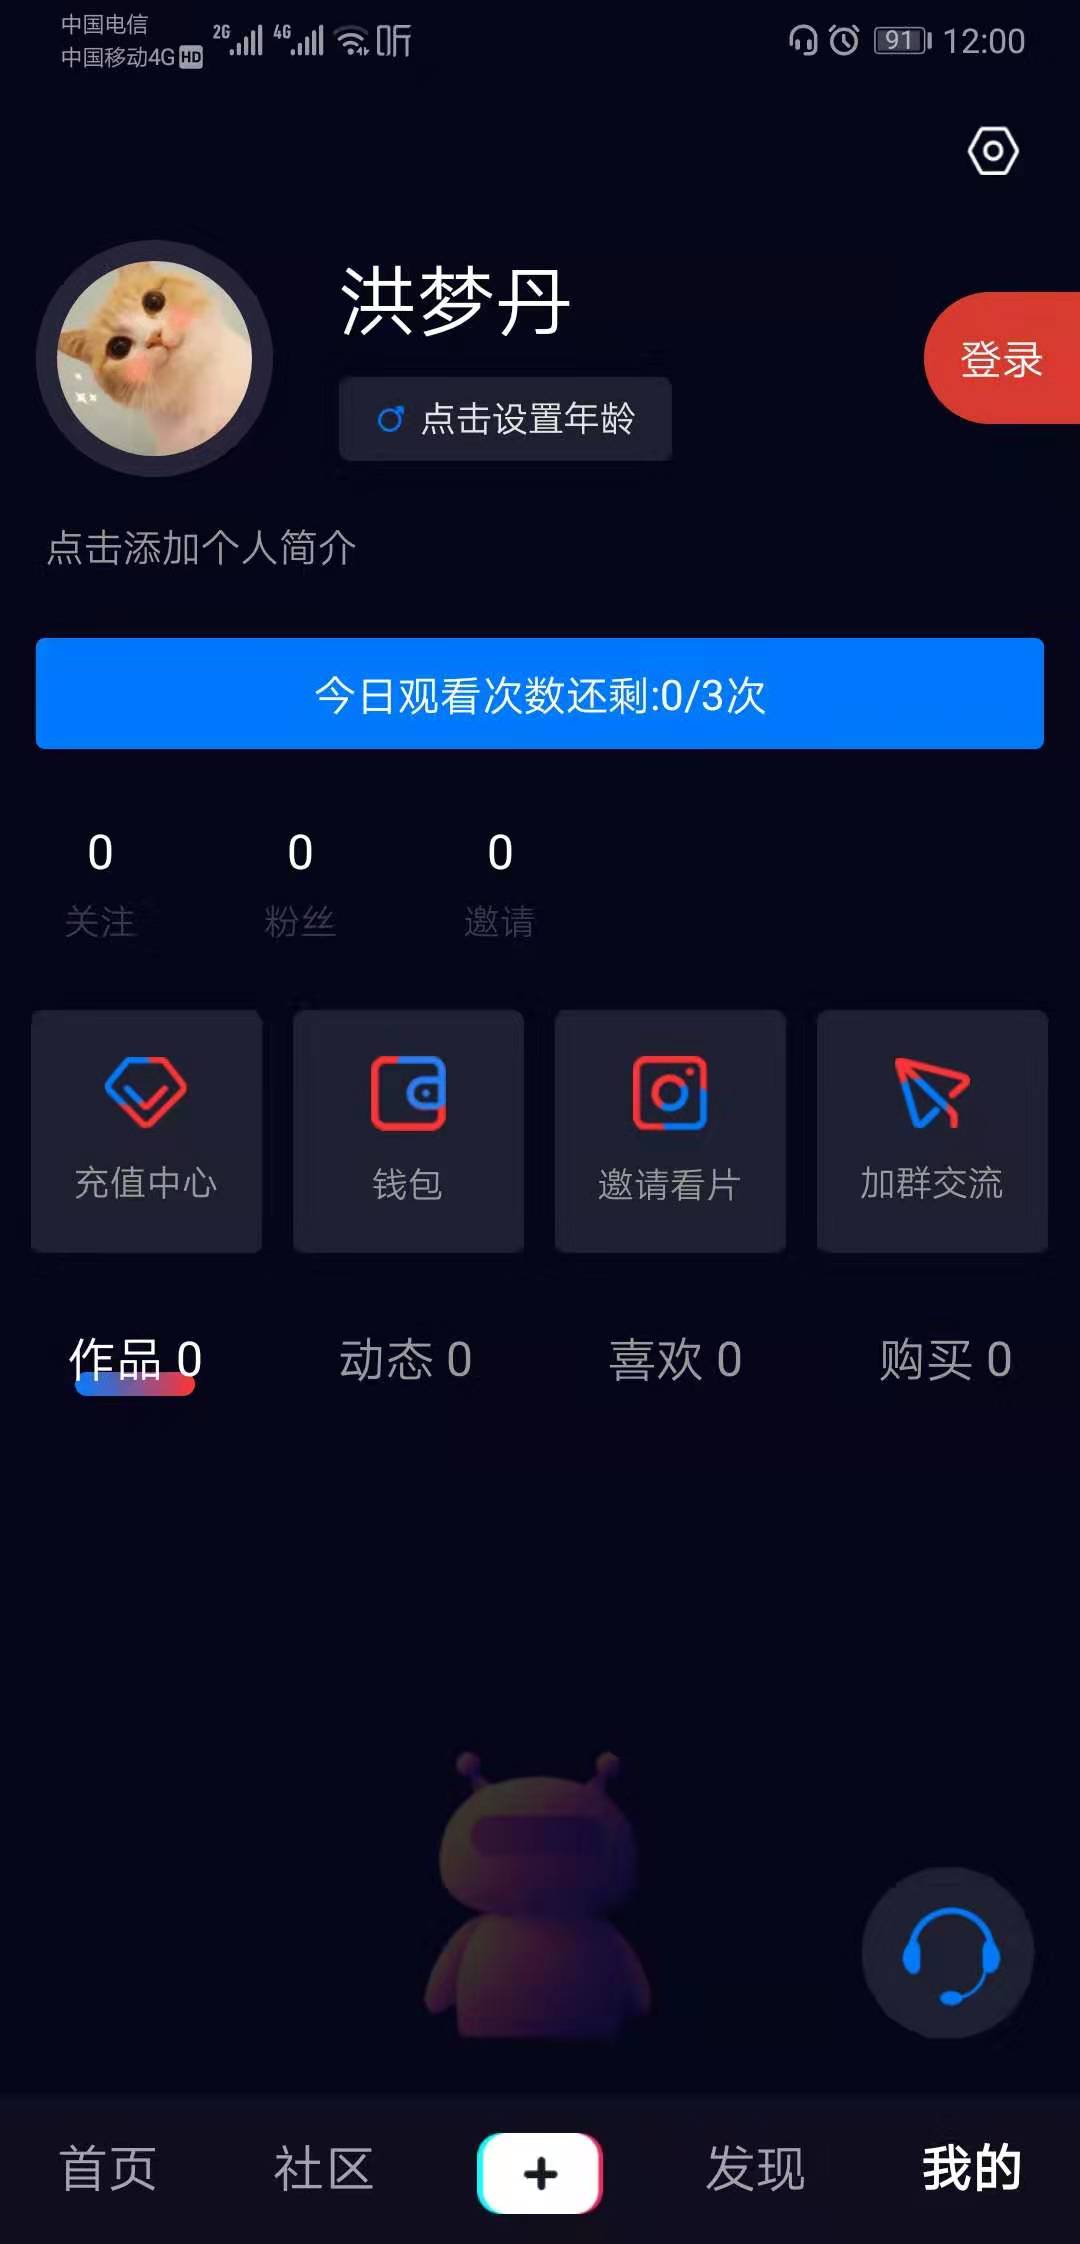 中国电信
中国移动4G HD
2G 4G 听
91 12:00
洪梦丹
点击设置年龄
登录
点击添加个人简介
今日观看次数还剩:0/3次
0 0 0
关注 粉丝 邀请
充值中心 钱包 邀请看片 加群交流
作品 0 动态 0 喜欢 0 购买 0
首页 社区 + 发现 我的